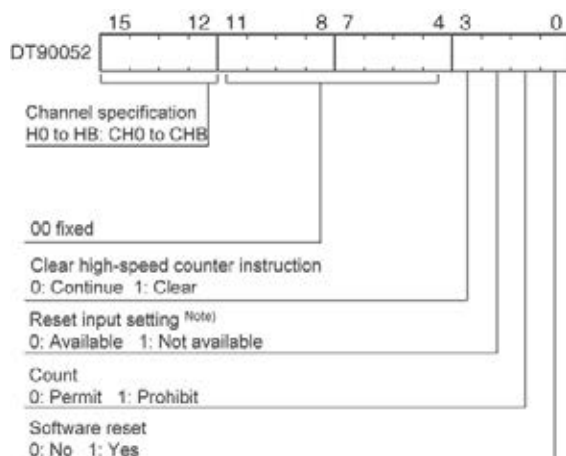 15 12 11 8 7 4 3 0
DT90052
Channel specification
H0 to HB: CH0 to CHB
00 fixed
Clear high-speed counter instruction
0: Continue 1: Clear
Reset input setting Note)
0: Available 1: Not available
Count
0: Permit 1: Prohibit
Software reset
0: No 1: Yes